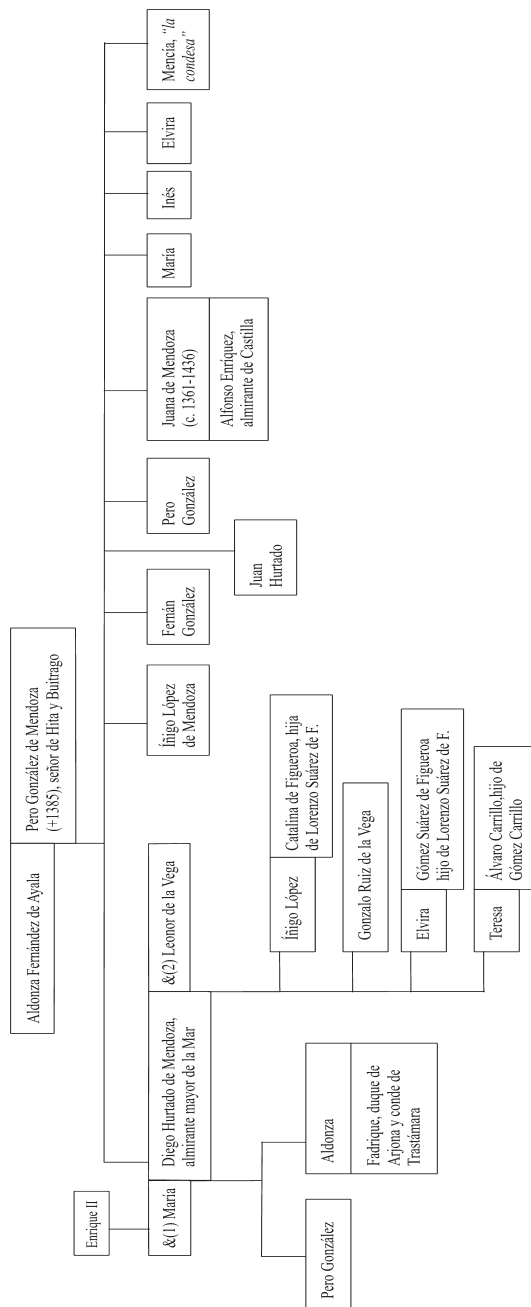 Aldonza Fernández de Ayala
Pero González de Mendoza
(+1385), señor de Hita y Buitrago
Enrique II
&(1) María
Diego Hurtado de Mendoza,
almirante mayor de la Mar
&(2) Leonor de la Vega
Íñigo López
de Mendoza
Fernán
González
Pero
González
Juana de Mendoza
(c. 1361-1436)
Alfonso Enríquez,
almirante de Castilla
María
Inés
Elvira
Mencía, “la
condesa”
Juan
Hurtado
Pero González
Aldonza
Fadrique, duque de
Arjona y conde de
Trastámara
Íñigo López
Catalina de Figueroa, hija
de Lorenzo Suárez de F.
Gonzalo Ruiz de la Vega
Elvira
Gómez Suárez de Figueroa
hijo de Lorenzo Suárez de F.
Teresa
Álvaro Carrillo,hijo de
Gómez Carrillo